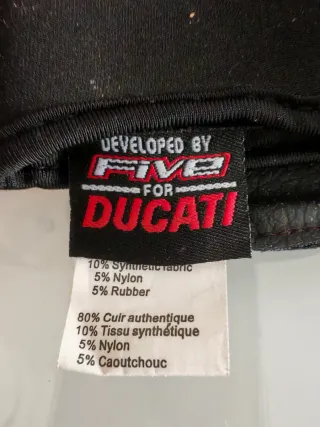 DEVELOPED BY
FIVE
FOR
DUCATI
10% Synthetic fabric
5% Nylon
5% Rubber
80% Cuir authentique
10% Tissu synthétique
5% Nylon
5% Caoutchouc